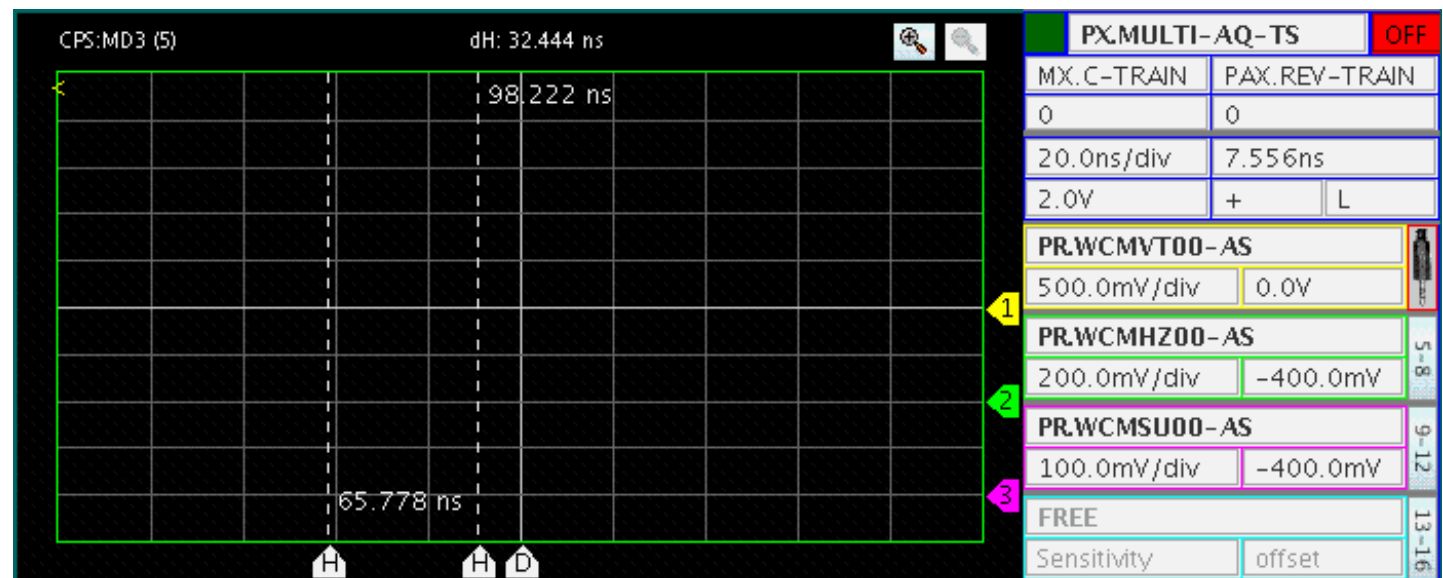 CPS:MD3 (5) dH: 32.444 ns
98.222 ns
65.778 ns
H H D
1
2
3
PX.MULTI-AQ-TS OFF
MX.C-TRAIN PAX.REV-TRAIN
0 0
20.0ns/div 7.556ns
2.0V + L
PR.WCMVT00-AS
500.0mV/div 0.0V
PR.WCMHZ00-AS
200.0mV/div -400.0mV
PR.WCMSU00-AS
100.0mV/div -400.0mV
FREE
Sensitivity offset
5-8
9-12
13-16